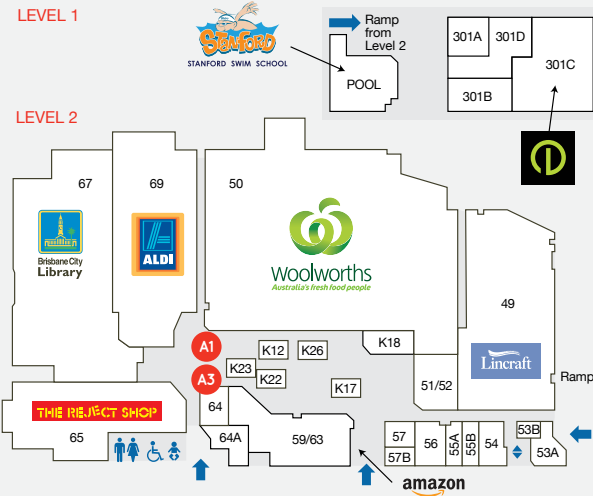 LEVEL 1
STANFORD
STANFORD SWIM SCHOOL
Ramp
from
Level 2
POOL
301A
301D
301C
301B
LEVEL 2
67
69
50
Brisbane City
Library
ALDI
Woolworths
Australia's fresh food people
49
Lincraft
A1
K12
K26
K18
K23
A3
K22
K17
51/52
Ramp
THE REJECT SHOP
65
64
64A
59/63
57
57B
56
55A
55B
54
53B
53A
amazon